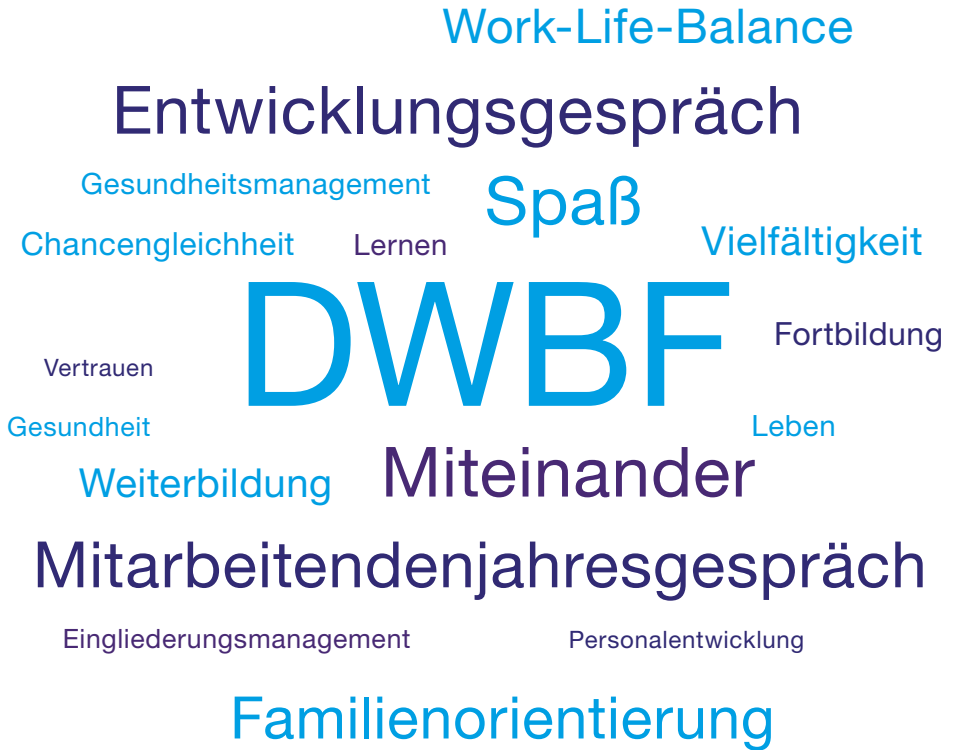 Work-Life-Balance
Entwicklungsgespräch
Gesundheitsmanagement
Spaß
Chancengleichheit
Lernen
Vielfältigkeit
DWBF
Fortbildung
Vertrauen
Gesundheit
Leben
Weiterbildung
Miteinander
Mitarbeitendenjahresgespräch
Eingliederungsmanagement
Personalentwicklung
Familienorientierung